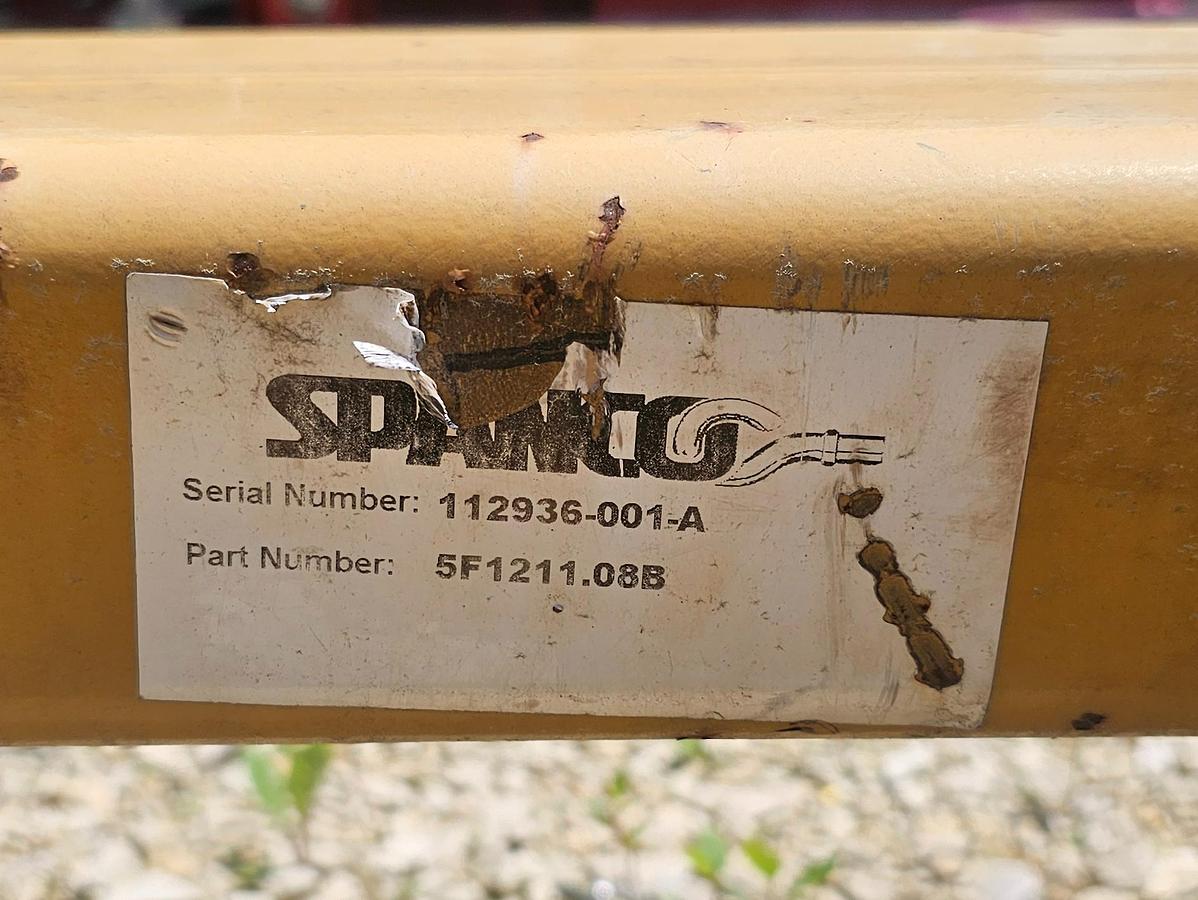 SPANCO
Serial Number: 112936-001-A
Part Number: 5F1211.08B